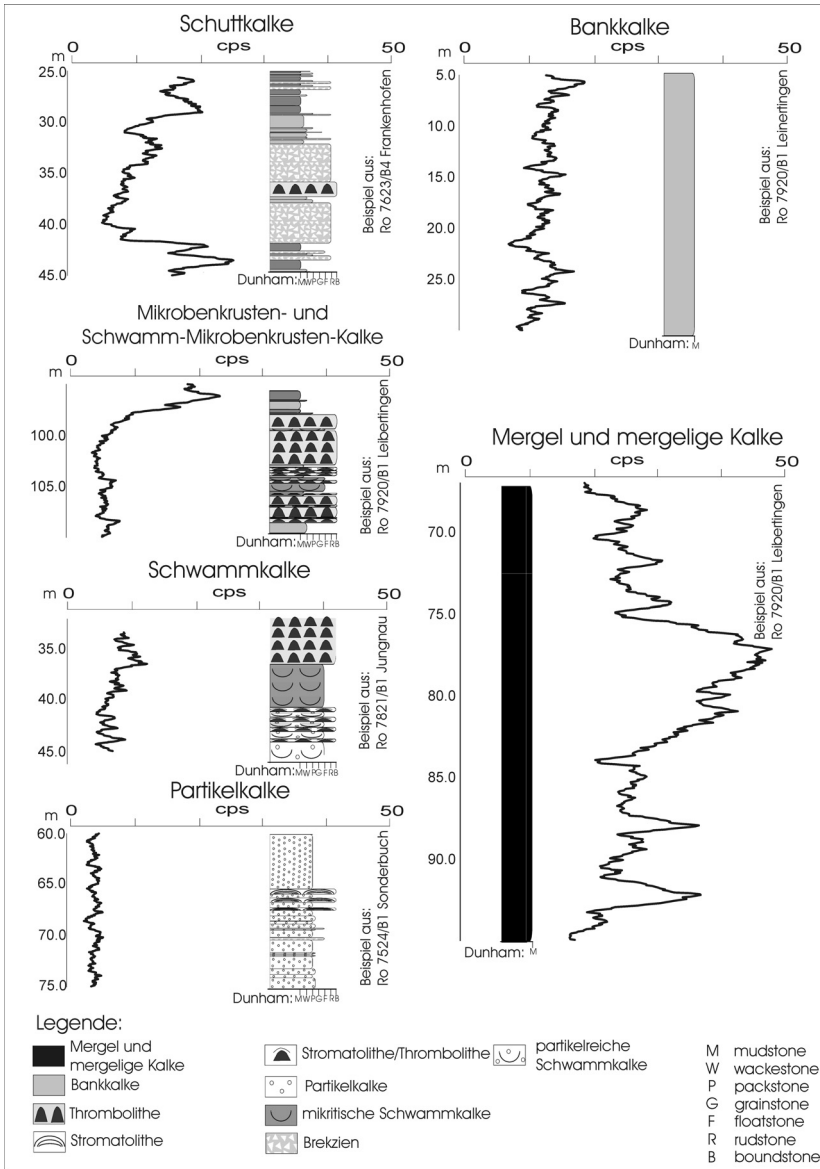 Schuttkalke
0 cps 50
m
25.0
30.0
35.0
40.0
45.0
Dunham: M W P G F R B
Beispiel aus:
Ro 7623/B4 Frankenhofen
Bankkalke
0 cps 50
m
5.0
10.0
15.0
20.0
25.0
Dunham: M
Beispiel aus:
Ro 7920/B1 Leinertingen
Mikrobenkrusten- und
Schwamm-Mikrobenkrusten-Kalke
0 cps 50
m
100.0
105.0
Dunham: M W P G F R B
Beispiel aus:
Ro 7920/B1 Leibertingen
Mergel und mergelige Kalke
0 cps 50
m
70.0
75.0
80.0
85.0
90.0
Dunham: M
Beispiel aus:
Ro 7920/B1 Leibertingen
Schwammkalke
0 cps 50
m
35.0
40.0
45.0
Dunham: M W P G F R B
Beispiel aus:
Ro 7821/B1 Jungnau
Partikelkalke
0 cps 50
m
60.0
65.0
70.0
75.0
Dunham: M W P G F R B
Beispiel aus:
Ro 7524/B1 Sonderbuch
Legende:
Mergel und
mergelige Kalke
Bankkalke
Thrombolithe
Stromatolithe
Stromatolithe/Thrombolithe
Partikelkalke
mikritische Schwammkalke
Brekzien
partikelreiche
Schwammkalke
M mudstone
W wackestone
P packstone
G grainstone
F floatstone
R rudstone
B boundstone